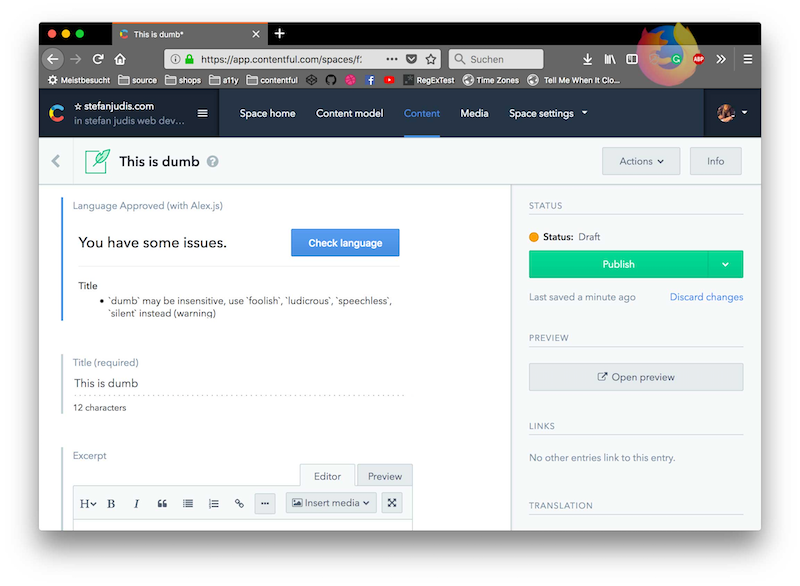 This is dumb*
https://app.contentful.com/spaces/f
Suchen
Meistbesucht
source
shops
a11y
contentful
RegExTest
Time Zones
Tell Me When It Clo...
☆ stefanjudis.com
in stefan judis web dev...
Space home
Content model
Content
Media
Space settings
This is dumb
?
Actions
Info
Language Approved (with Alex.js)
You have some issues.
Check language
Title
• `dumb` may be insensitive, use `foolish`, `ludicrous`, `speechless`,
`silent` instead (warning)
Title (required)
This is dumb
12 characters
Excerpt
Editor
Preview
H
B
I
Insert media
STATUS
Status: Draft
Publish
Last saved a minute ago
Discard changes
PREVIEW
Open preview
LINKS
No other entries link to this entry.
TRANSLATION